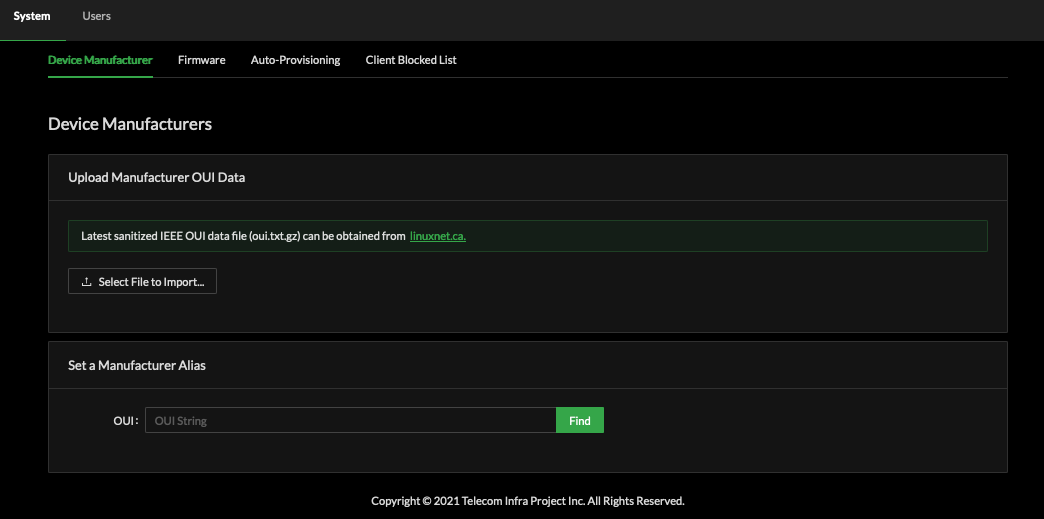 System Users
Device Manufacturer Firmware Auto-Provisioning Client Blocked List
Device Manufacturers
Upload Manufacturer OUI Data
Latest sanitized IEEE OUI data file (oui.txt.gz) can be obtained from linuxnet.ca.
Select File to Import...
Set a Manufacturer Alias
OUI: OUI String Find
Copyright © 2021 Telecom Infra Project Inc. All Rights Reserved.